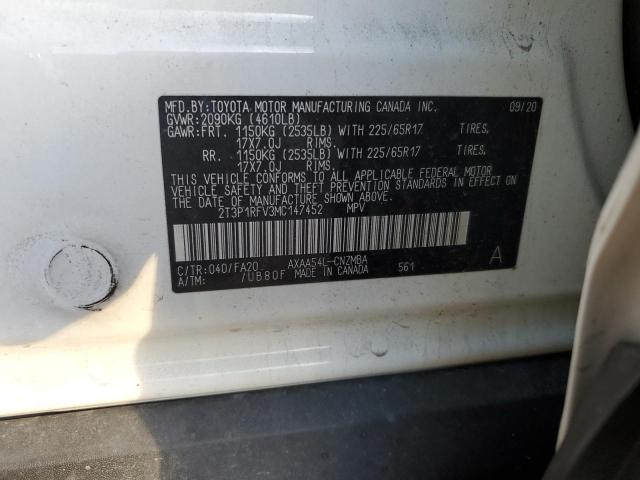 MFD.BY:TOYOTA MOTOR MANUFACTURING CANADA INC. 09/20
GVWR:2090KG (4610LB)
GAWR:FRT. 1150KG (2535LB) WITH 225/65R17 TIRES,
17X7.0J RIMS.
RR. 1150KG (2535LB) WITH 225/65R17 TIRES,
17X7.0J RIMS.
THIS VEHICLE CONFORMS TO ALL APPLICABLE FEDERAL MOTOR
VEHICLE SAFETY AND THEFT PREVENTION STANDARDS IN EFFECT ON
THE DATE OF MANUFACTURE SHOWN ABOVE.
2T3P1RFV3MC147452 MPV
C/TR:040/FA20 AXAA54L-CNZMBA A
A/TM: /UB80F MADE IN CANADA 561